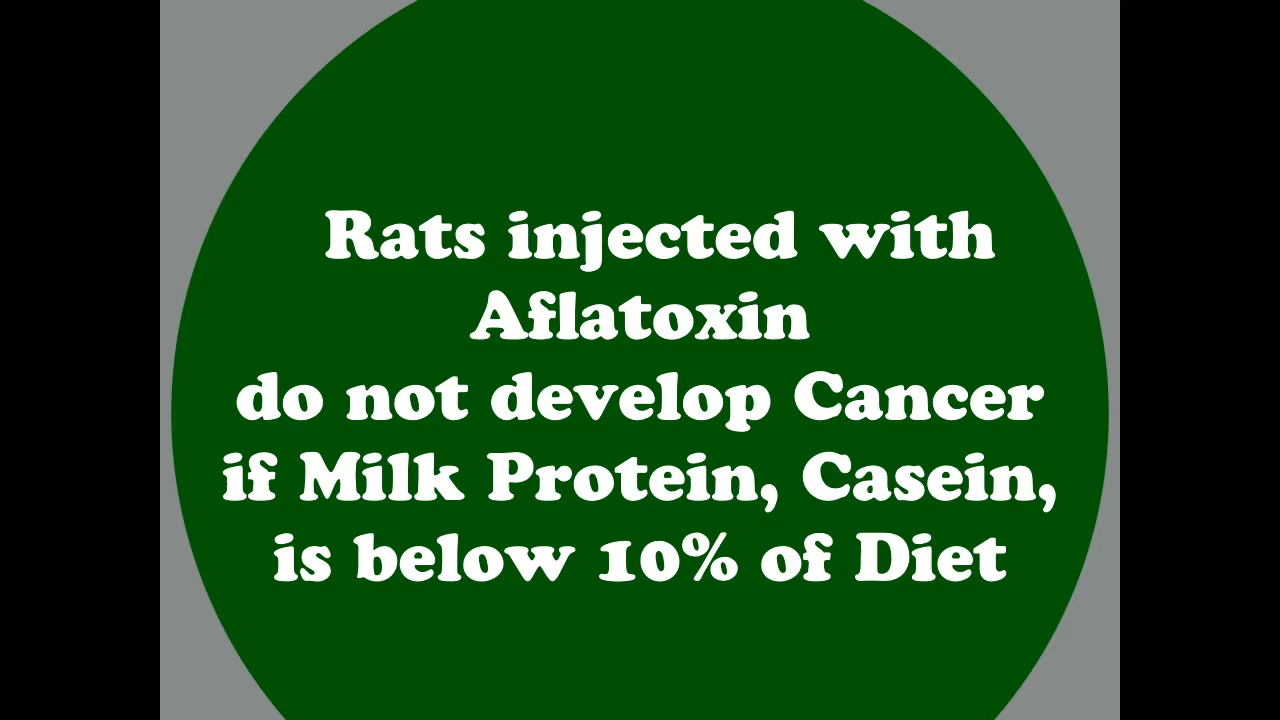 Rats injected with
Aflatoxin
do not develop Cancer
if Milk Protein, Casein,
is below 10% of Diet